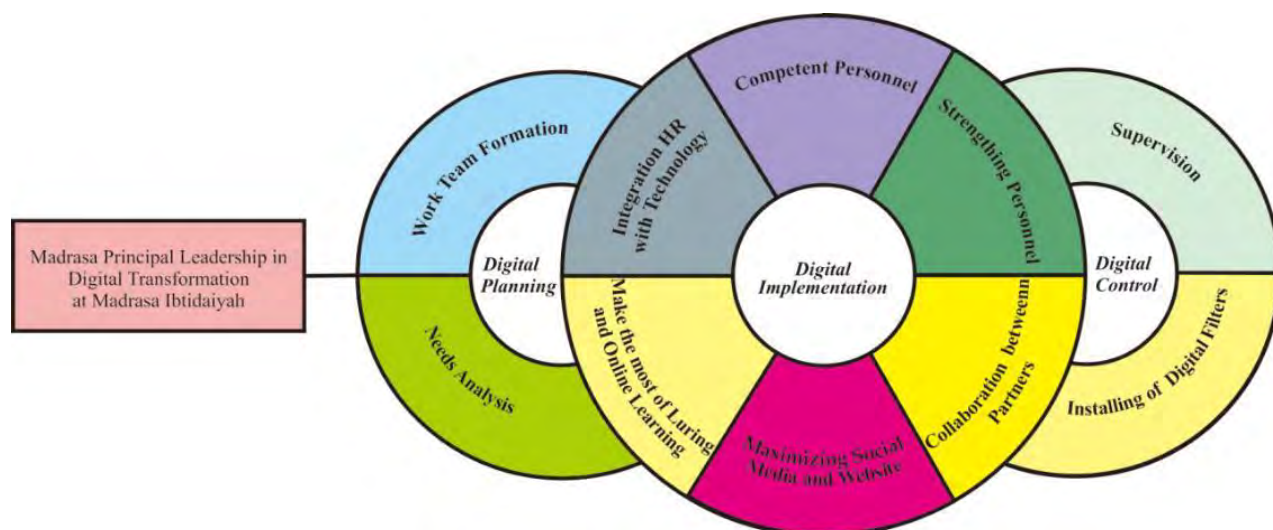 Madrasa Principal Leadership in
Digital Transformation
at Madrasa Ibtidaiyah
Work Team Formation
Digital
Planning
Needs Analysis
Integration HR
with Technology
Competent Personnel
Strengthing Personnel
Digital
Implementation
Make the most of Luring
and Online Learning
Maximizing Social
Media and Website
Collaboration betweenn
Partners
Supervision
Digital
Control
Installing of Digital Filters